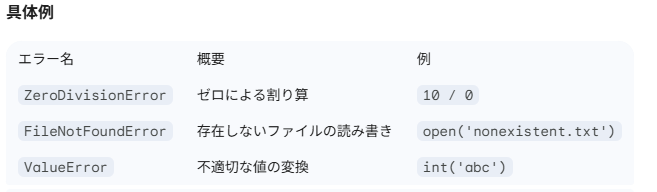 具体例
エラー名 概要 例
ZeroDivisionError ゼロによる割り算 10 / 0
FileNotFoundError 存在しないファイルの読み書き open('nonexistent.txt')
ValueError 不適切な値の変換 int('abc')